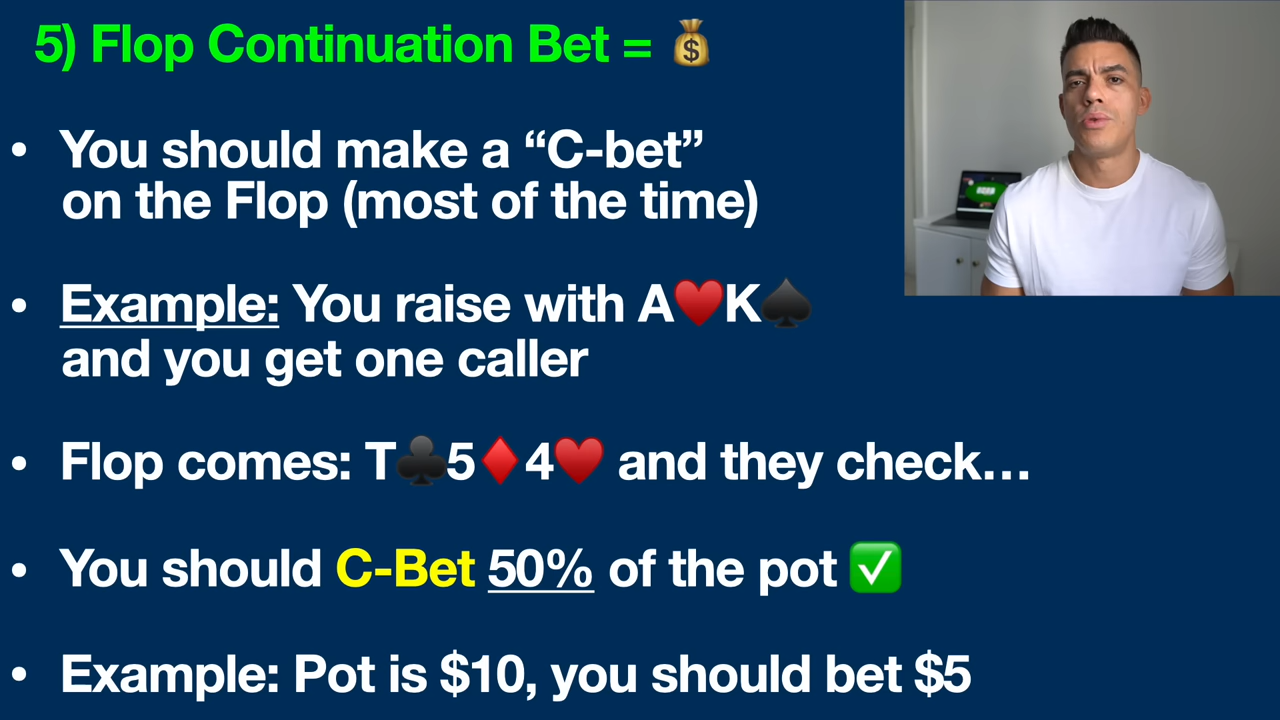 5) Flop Continuation Bet = 💰
• You should make a “C-bet”
on the Flop (most of the time)
• Example: You raise with A♥️K♠️
and you get one caller
• Flop comes: T♣️5♦️4♥️ and they check…
• You should C-Bet 50% of the pot ✅
• Example: Pot is $10, you should bet $5